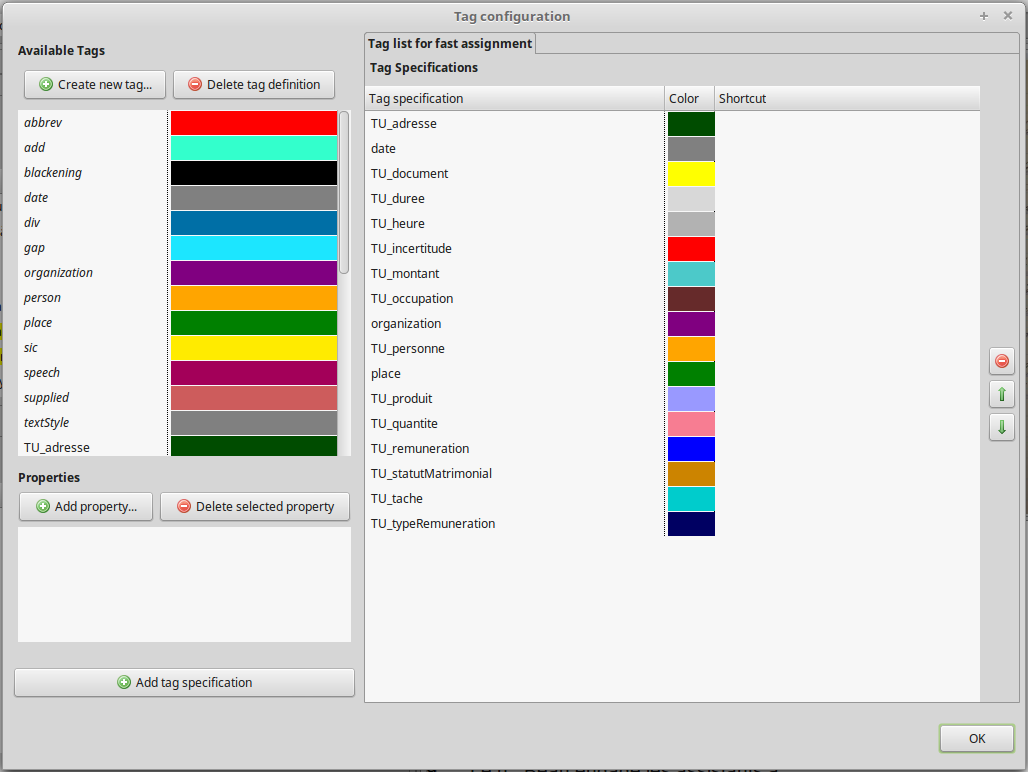 Tag configuration
Available Tags
Create new tag...
Delete tag definition
abbrev
add
blackening
date
div
gap
organization
person
place
sic
speech
supplied
textStyle
TU_adresse
Properties
Add property...
Delete selected property
Add tag specification
Tag list for fast assignment
Tag Specifications
Tag specification Color Shortcut
TU_adresse
date
TU_document
TU_duree
TU_heure
TU_incertitude
TU_montant
TU_occupation
organization
TU_personne
place
TU_produit
TU_quantite
TU_remuneration
TU_statutMatrimonial
TU_tache
TU_typeRemuneration
OK